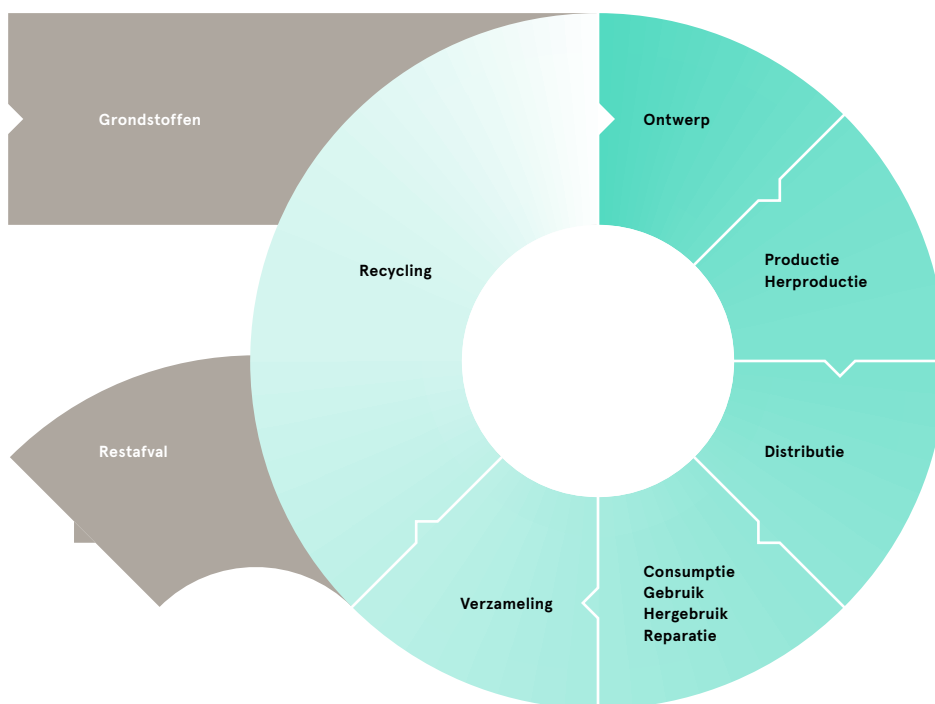 Grondstoffen
Ontwerp
Productie
Herproductie
Recycling
Restafval
Distributie
Consumptie
Gebruik
Hergebruik
Reparatie
Verzameling